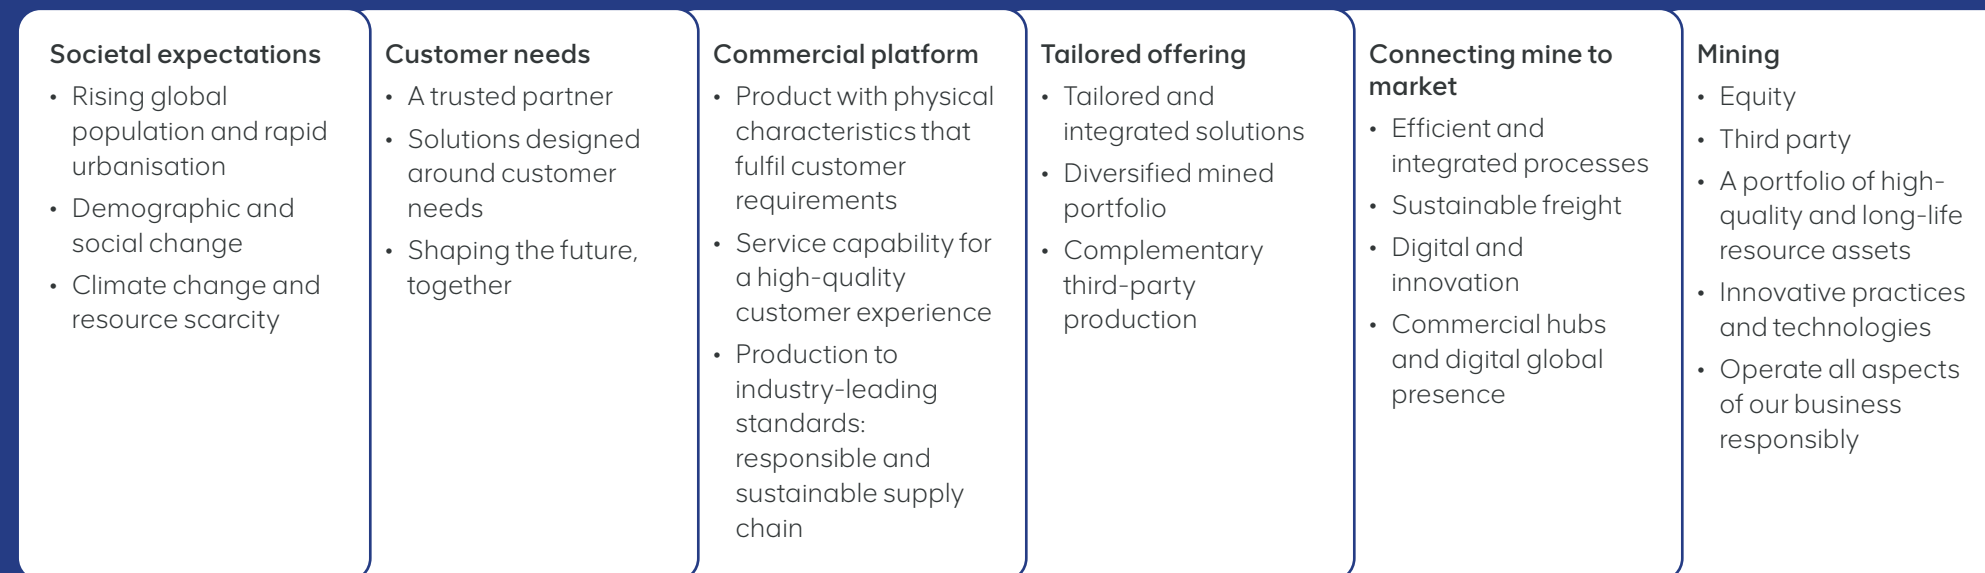 Societal expectations
• Rising global
population and rapid
urbanisation
• Demographic and
social change
• Climate change and
resource scarcity
Customer needs
• A trusted partner
• Solutions designed
around customer
needs
• Shaping the future,
together
Commercial platform
• Product with physical
characteristics that
fulfil customer
requirements
• Service capability for
a high-quality
customer experience
• Production to
industry-leading
standards:
responsible and
sustainable supply
chain
Tailored offering
• Tailored and
integrated solutions
• Diversified mined
portfolio
• Complementary
third-party
production
Connecting mine to
market
• Efficient and
integrated processes
• Sustainable freight
• Digital and
innovation
• Commercial hubs
and digital global
presence
Mining
• Equity
• Third party
• A portfolio of high-
quality and long-life
resource assets
• Innovative practices
and technologies
• Operate all aspects
of our business
responsibly